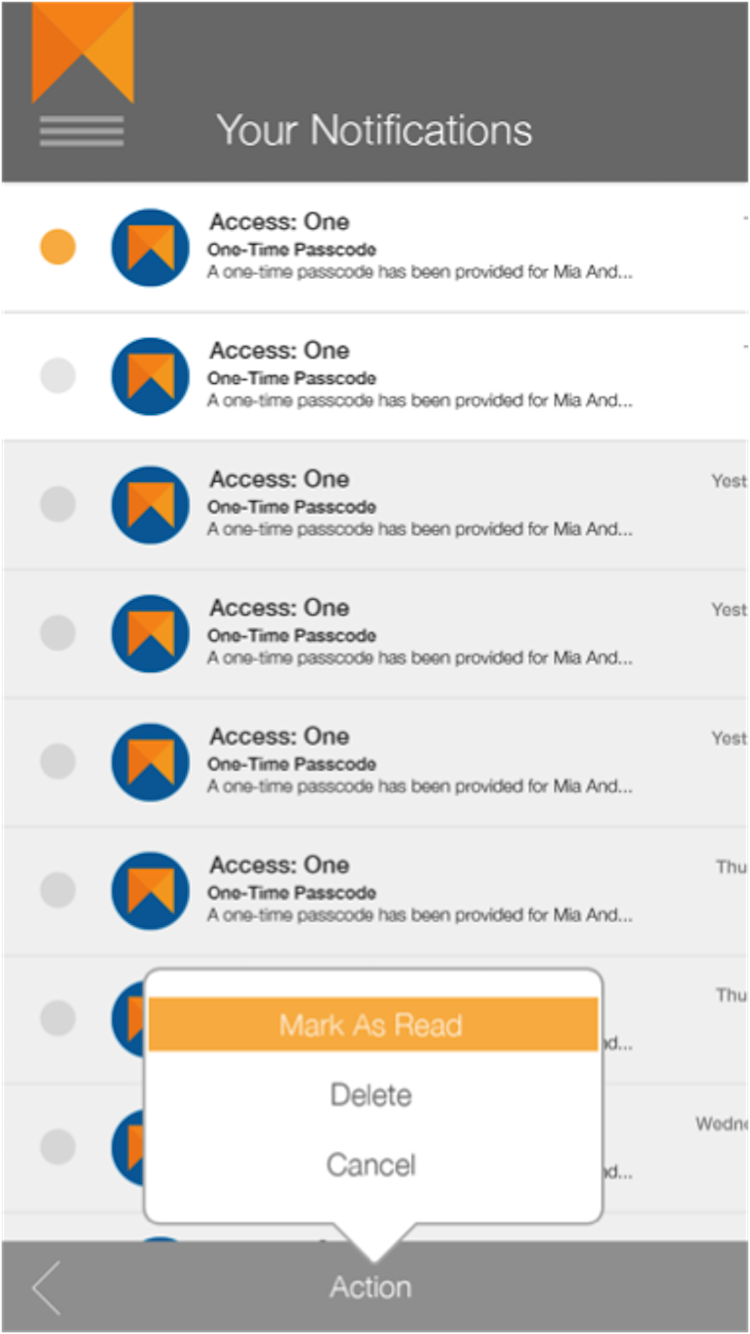 Your Notifications
Access: One
One-Time Passcode
A one-time passcode has been provided for Mia And...
Access: One
One-Time Passcode
A one-time passcode has been provided for Mia And...
Access: One
Yest
One-Time Passcode
A one-time passcode has been provided for Mia And...
Access: One
Yest
One-Time Passcode
A one-time passcode has been provided for Mia And...
Access: One
Yest
One-Time Passcode
A one-time passcode has been provided for Mia And...
Access: One
Thu
One-Time Passcode
A one-time passcode has been provided for Mia And...
Thu
Mark As Read
nd...
Delete
Wedne
Cancel
nd...
Action